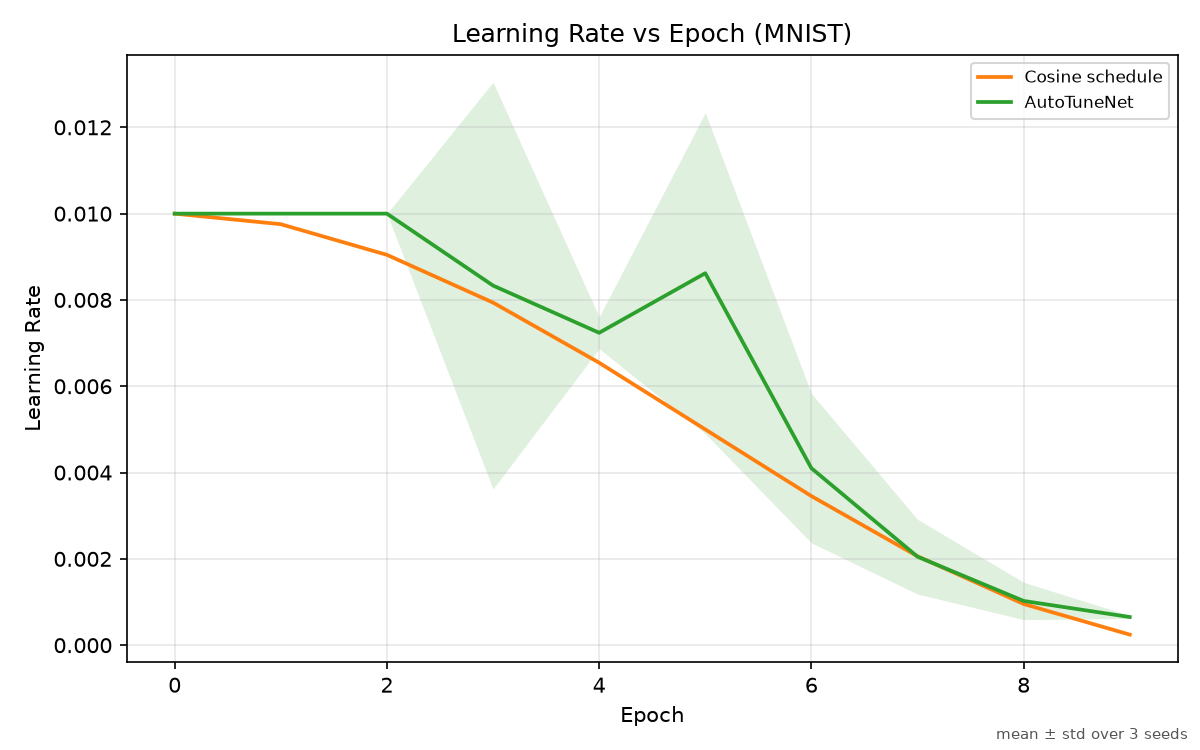 Learning Rate vs Epoch (MNIST)
Cosine schedule
AutoTuneNet
Learning Rate
0.012
0.010
0.008
0.006
0.004
0.002
0.000
0 2 4 6 8
Epoch
mean ± std over 3 seeds